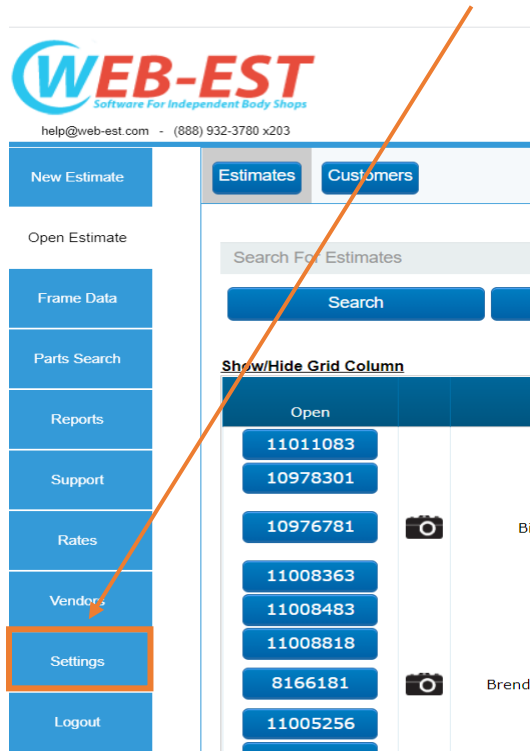 WEB-EST
Software For Independent Body Shops
help@web-est.com - (888) 932-3780 x203
New Estimate
Open Estimate
Frame Data
Parts Search
Reports
Support
Rates
Vendors
Settings
Logout
Estimates Customers
Search For Estimates
Search
Show/Hide Grid Column
Open
11011083
10978301
10976781 Bi
11008363
11008483
11008818
8166181 Brend
11005256